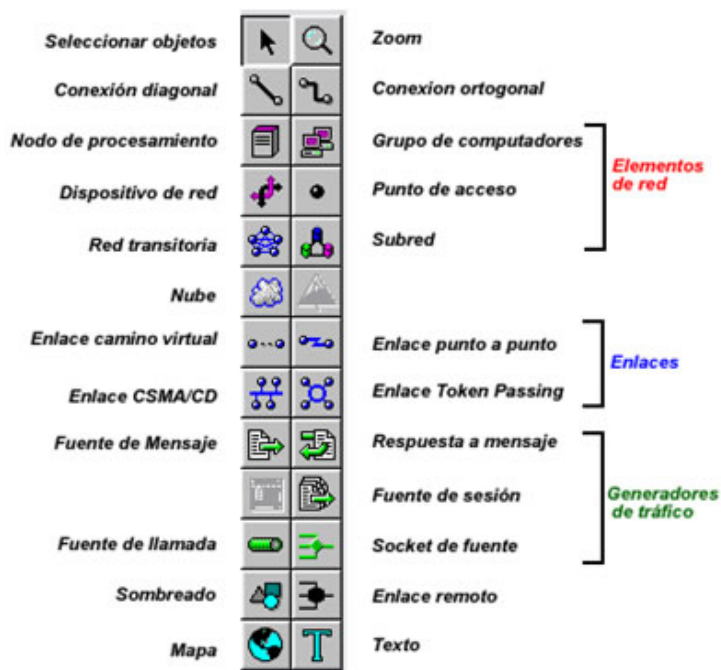 Seleccionar objetos
Zoom
Conexión diagonal
Conexion ortogonal
Nodo de procesamiento
Grupo de computadores
Elementos
de red
Dispositivo de red
Punto de acceso
Red transitoria
Subred
Nube
Enlace camino virtual
Enlace punto a punto
Enlaces
Enlace CSMA/CD
Enlace Token Passing
Fuente de Mensaje
Respuesta a mensaje
Fuente de sesión
Generadores
de tráfico
Fuente de llamada
Socket de fuente
Sombreado
Enlace remoto
Mapa
T
Texto